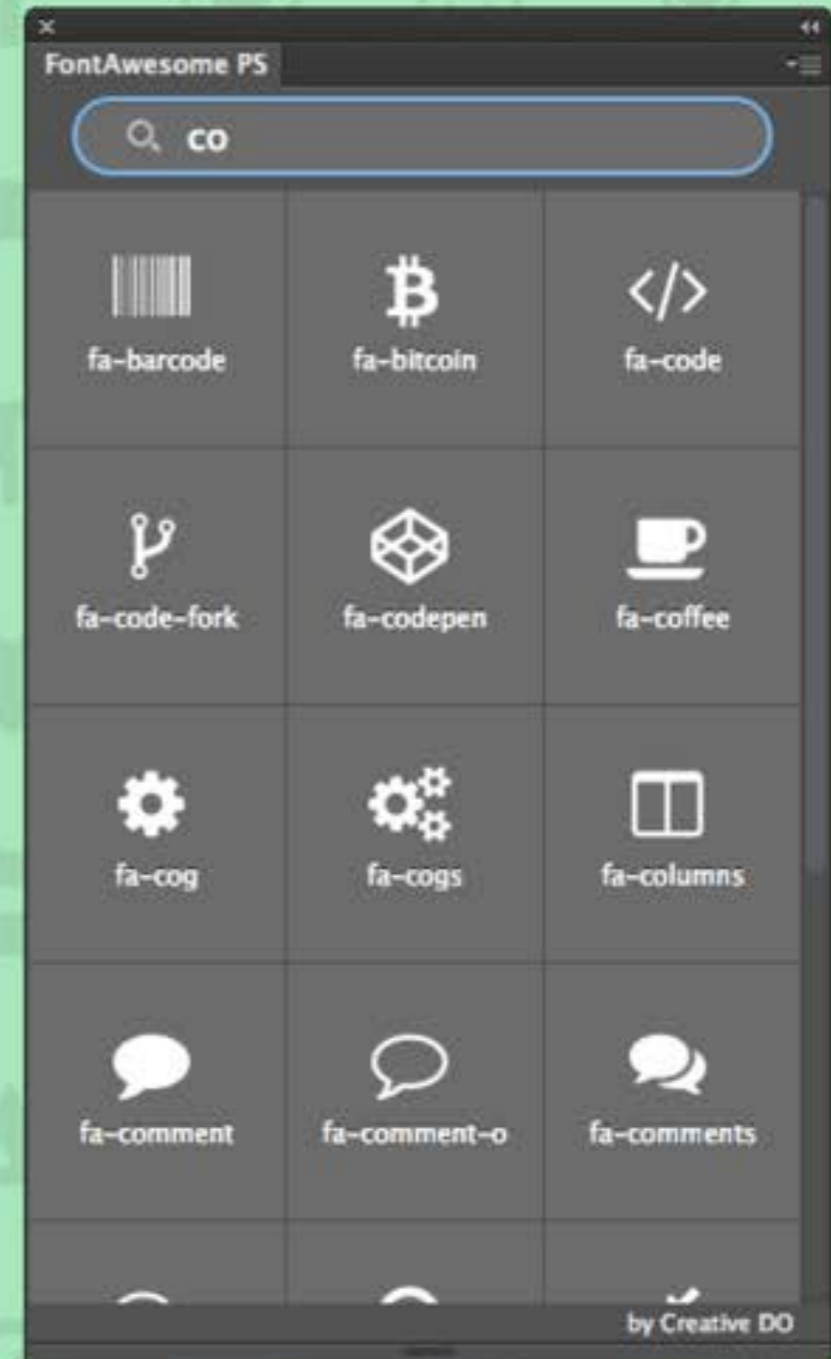 FontAwesome PS
co
fa-barcode fa-bitcoin fa-code
fa-code-fork fa-codepen fa-coffee
fa-cog fa-cogs fa-columns
fa-comment fa-comment-o fa-comments
by Creative DO